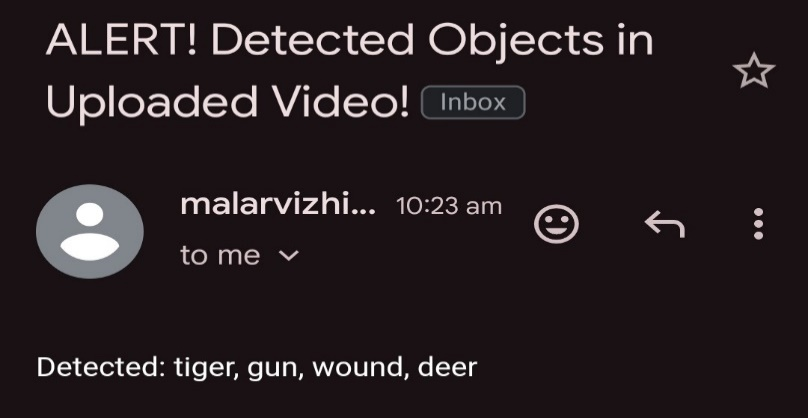 ALERT! Detected Objects in
Uploaded Video! Inbox
malarvizhi... 10:23 am
to me
Detected: tiger, gun, wound, deer